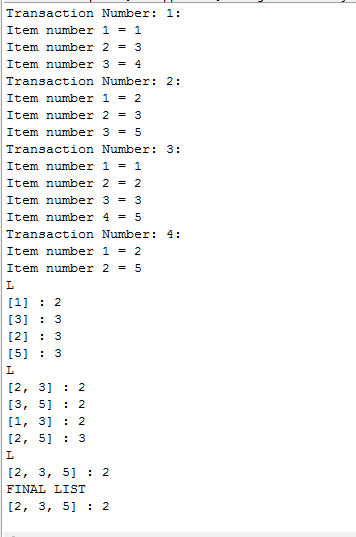 Transaction Number: 1:
Item number 1 = 1
Item number 2 = 3
Item number 3 = 4
Transaction Number: 2:
Item number 1 = 2
Item number 2 = 3
Item number 3 = 5
Transaction Number: 3:
Item number 1 = 1
Item number 2 = 2
Item number 3 = 3
Item number 4 = 5
Transaction Number: 4:
Item number 1 = 2
Item number 2 = 5
L
[1] : 2
[3] : 3
[2] : 3
[5] : 3
L
[2, 3] : 2
[3, 5] : 2
[1, 3] : 2
[2, 5] : 3
L
[2, 3, 5] : 2
FINAL LIST
[2, 3, 5] : 2